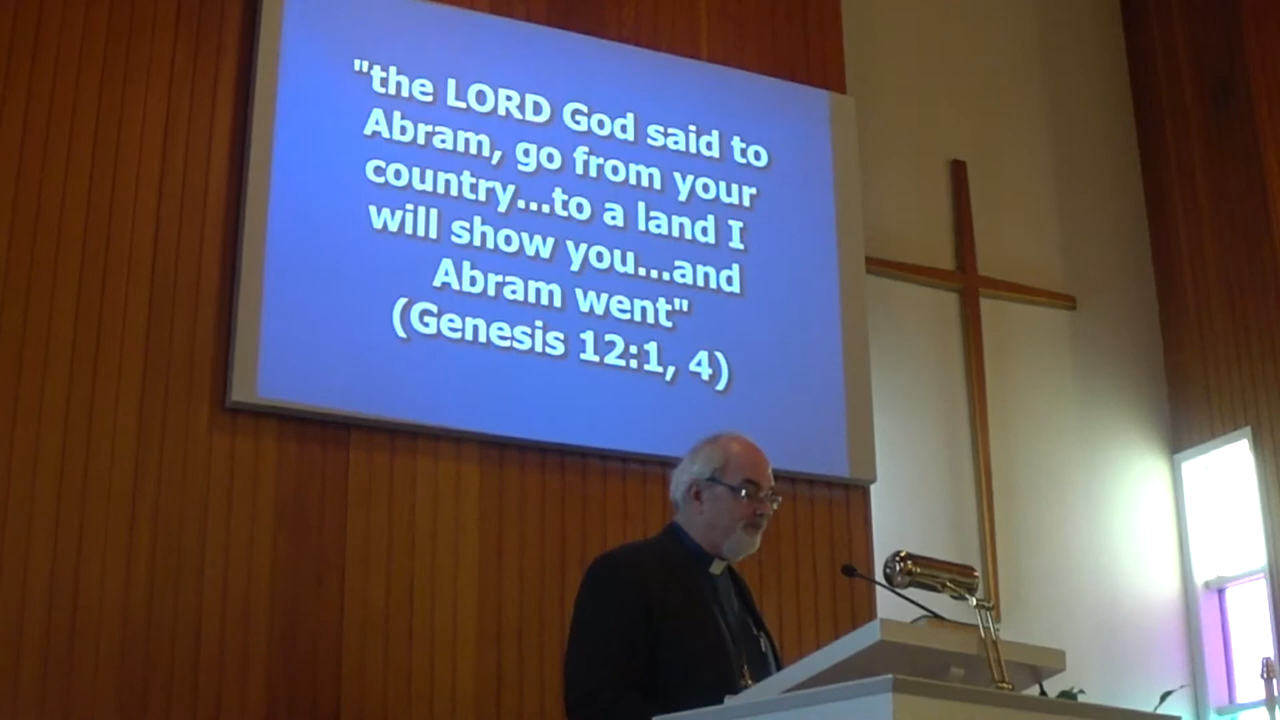 "the LORD God said to
Abram, go from your
country...to a land I
will show you...and
Abram went"
(Genesis 12:1, 4)